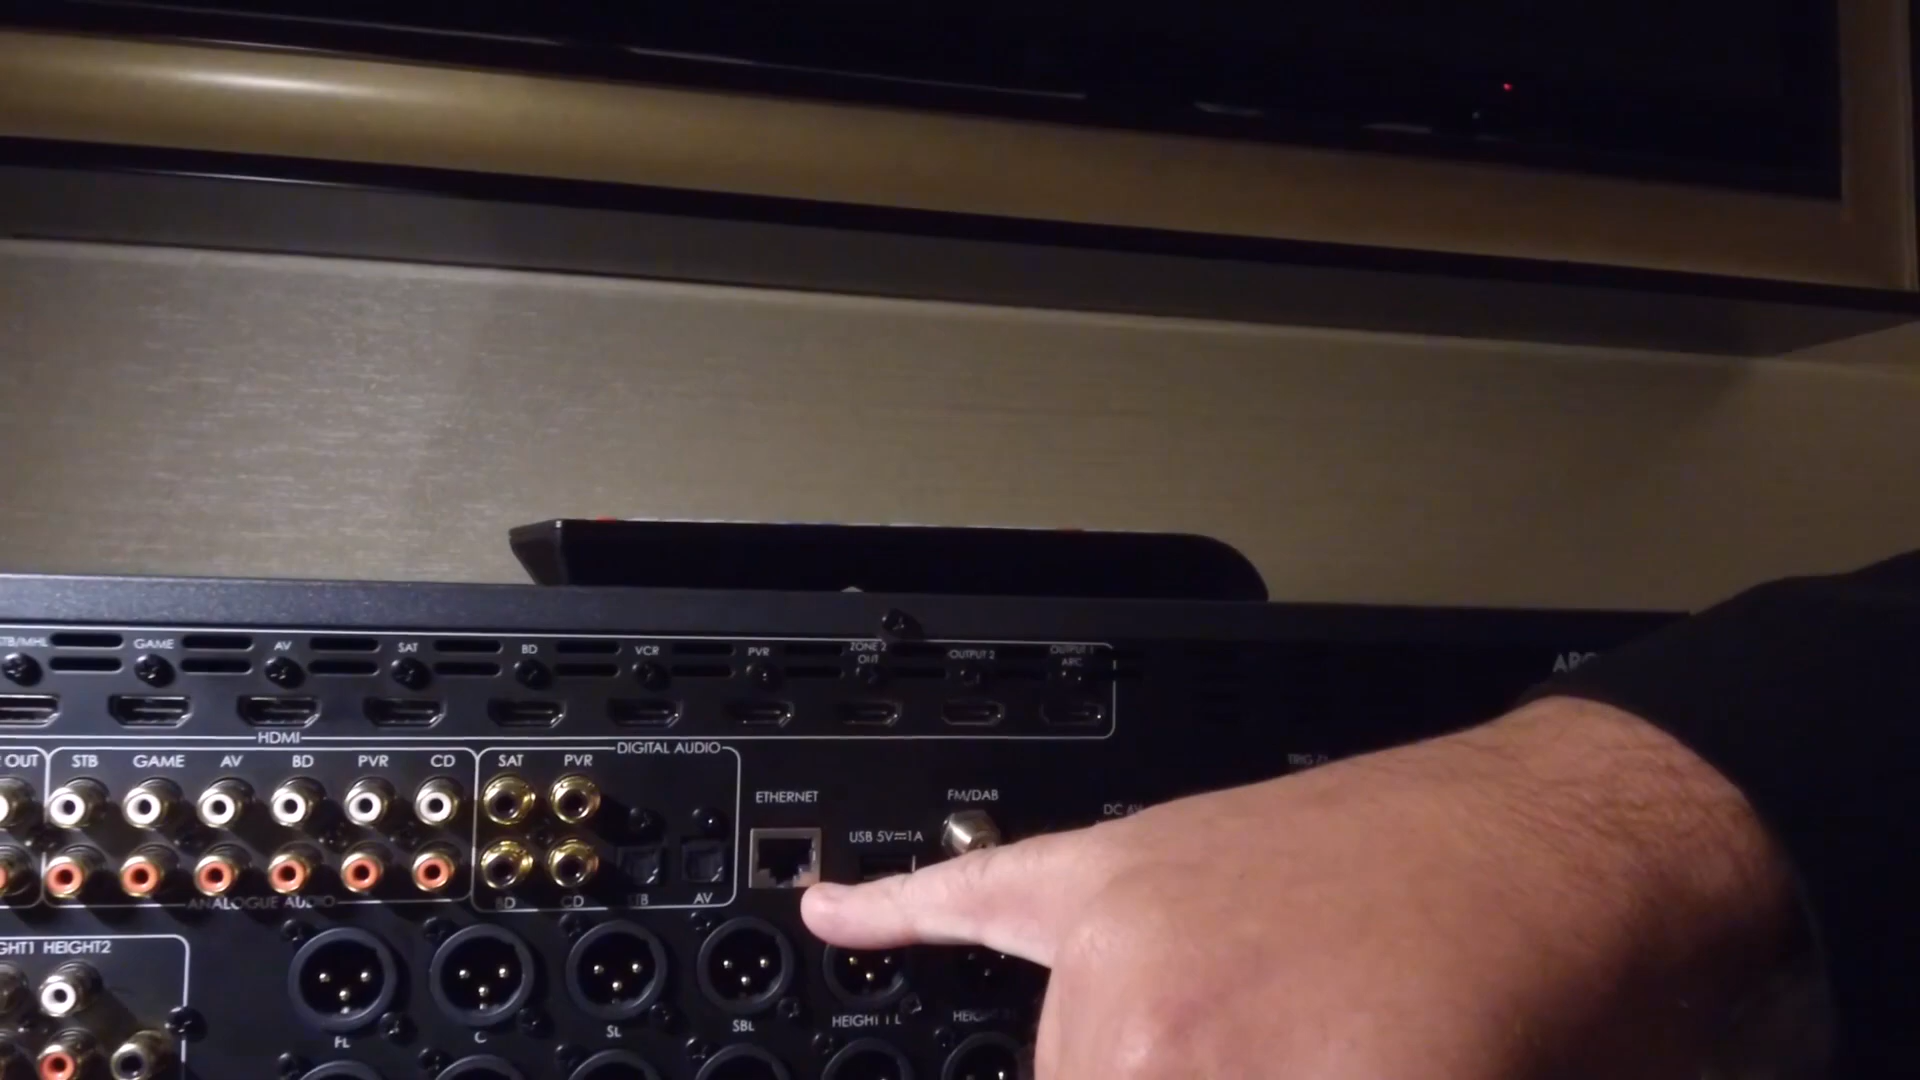 STB/MHL GAME AV SAT BD VCR PVR ZONE 2 OUT OUTPUT 2 OUTPUT 1 ARC
HDMI
OUT STB GAME AV BD PVR CD SAT PVR DIGITAL AUDIO
ETHERNET FM/DAB
USB 5V⎓1A
ANALOGUE AUDIO BD CD STB AV
HEIGHT2
FL C SL SBL HEIGHT 1 L